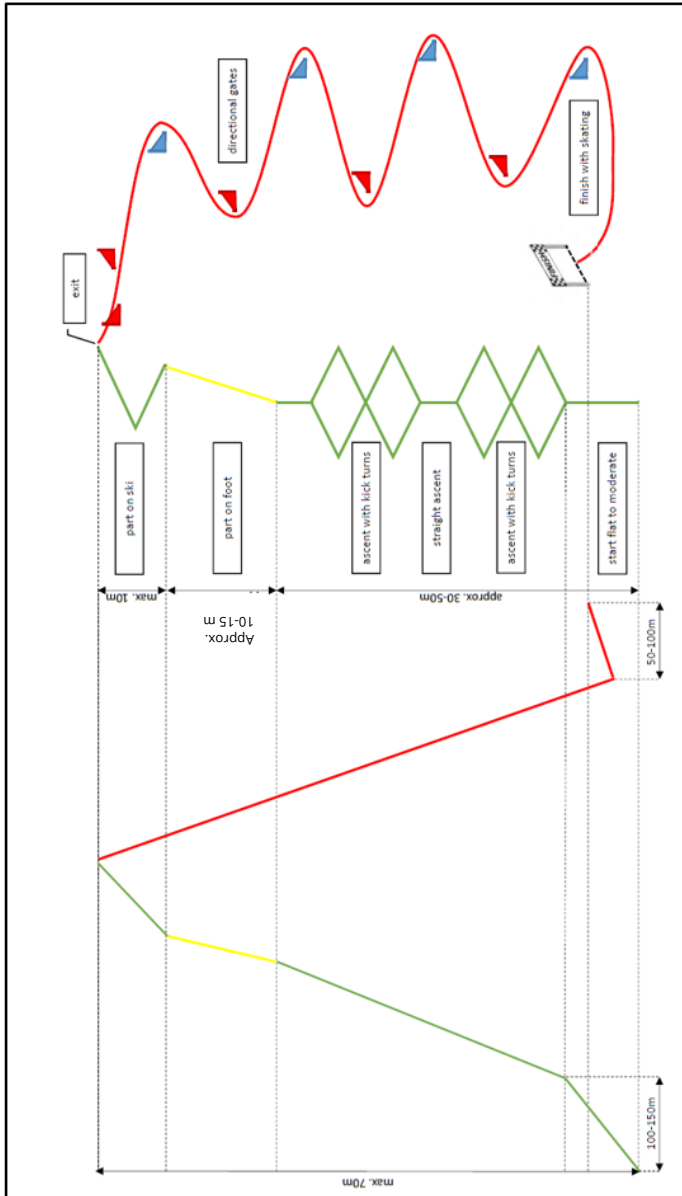 exit
directional gates
finish with skating
FINISH
part on ski
part on foot
ascent with kick turns
straight ascent
ascent with kick turns
start flat to moderate
max. 10m
Approx.
10-15 m
approx. 30-50m
50-100m
100-150m
max. 70m